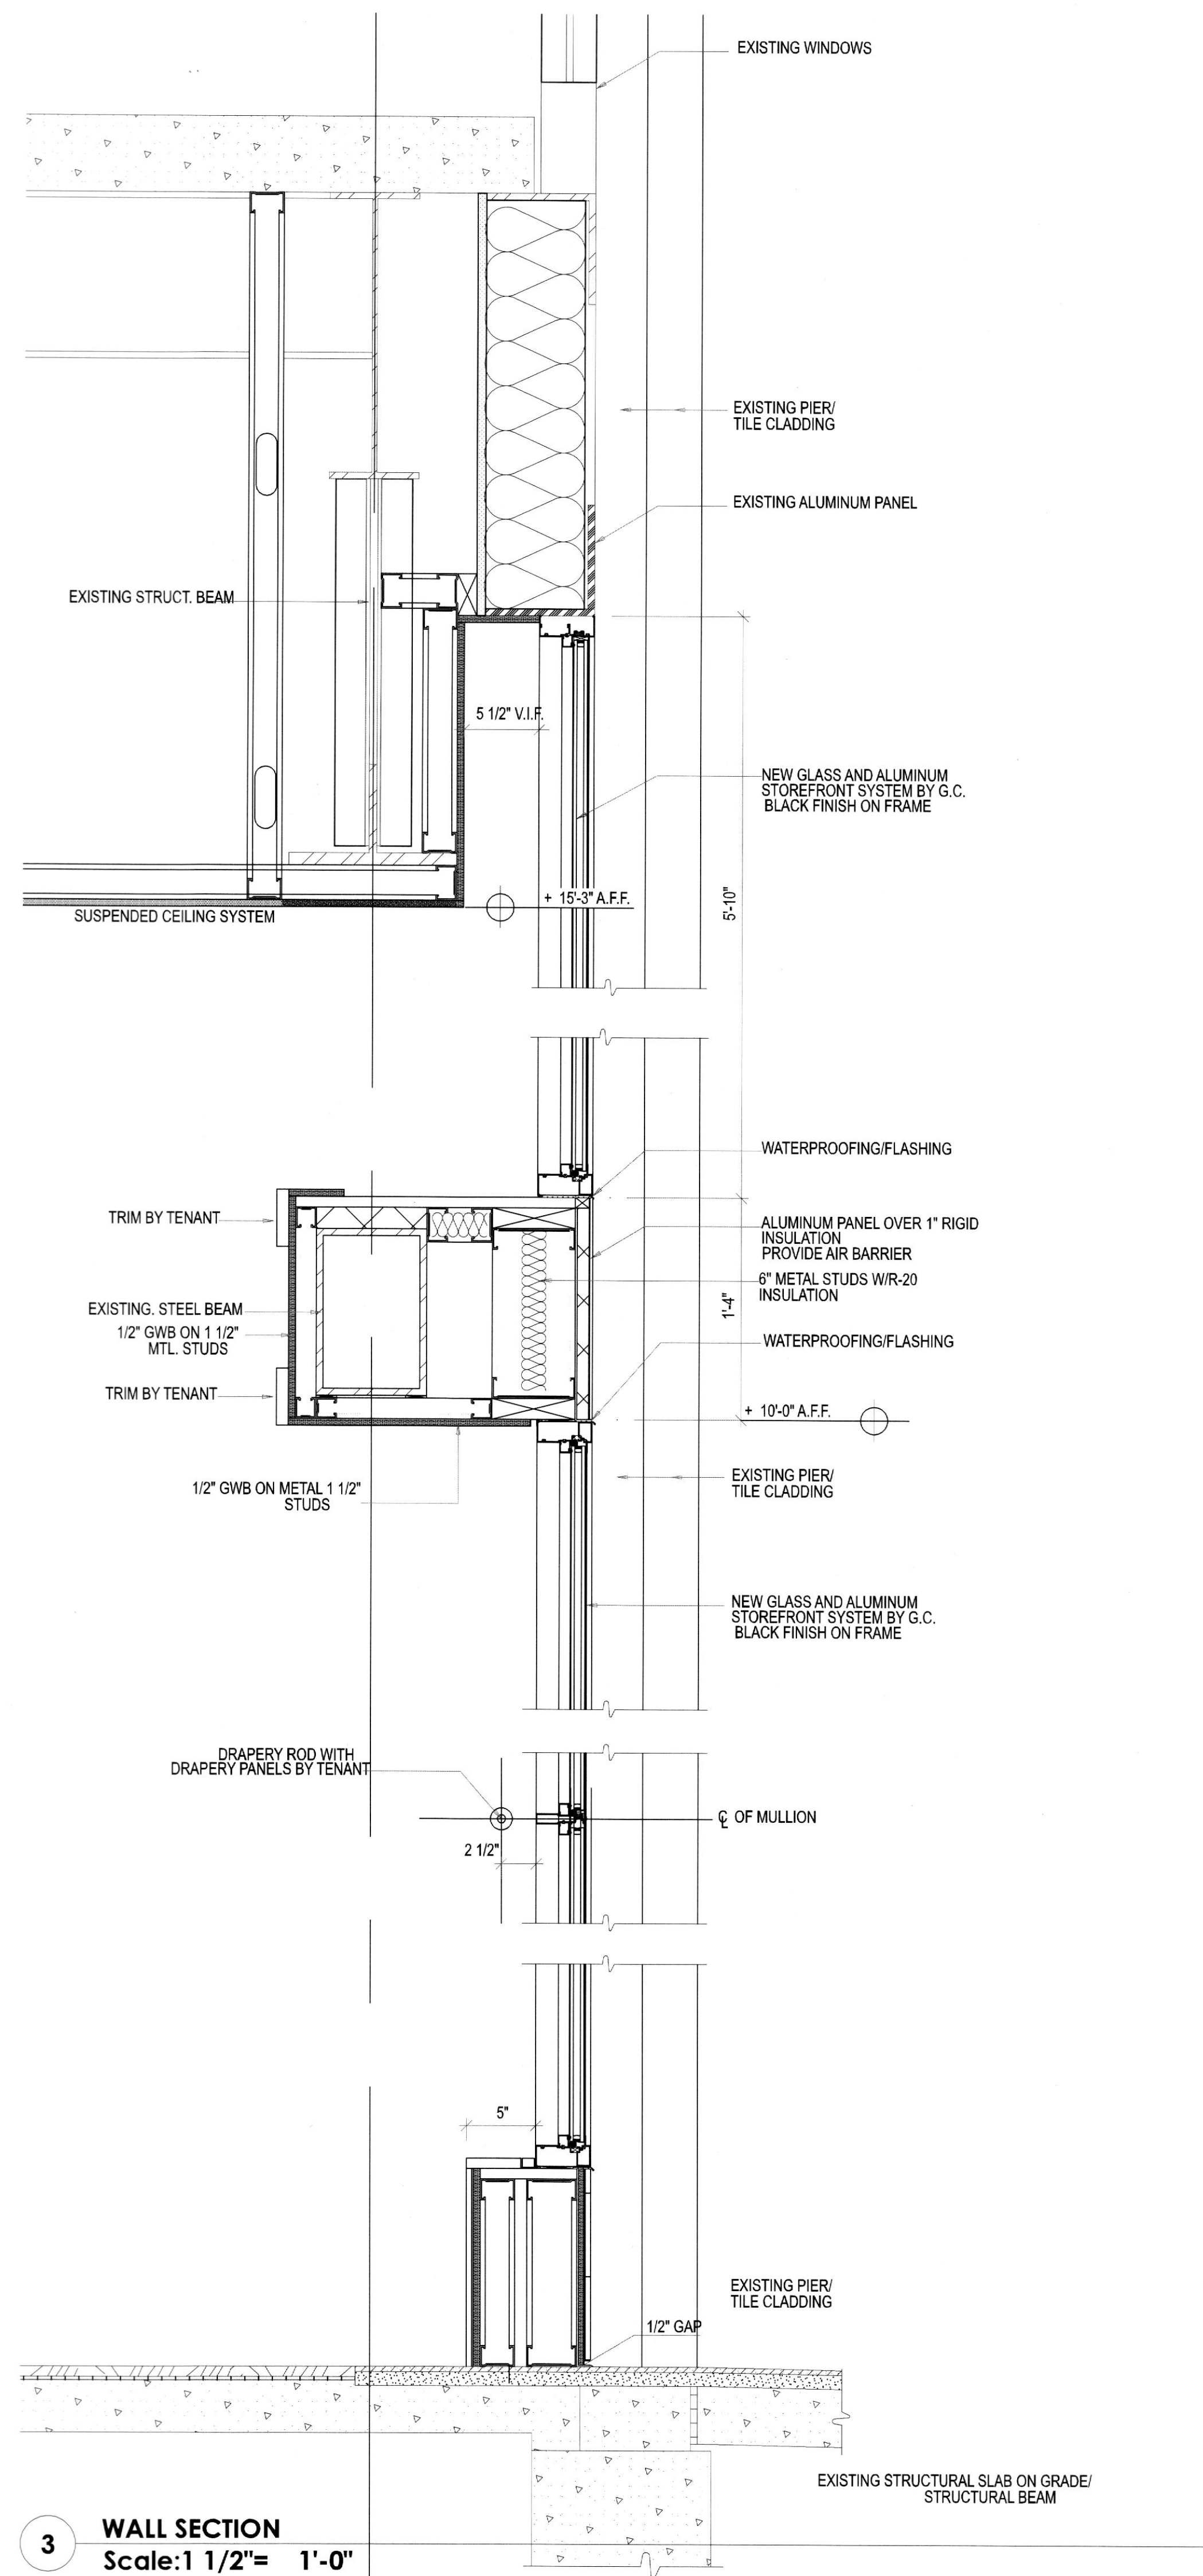 EXISTING WINDOWS
EXISTING PIER/
TILE CLADDING
EXISTING ALUMINUM PANEL
EXISTING STRUCT. BEAM
5 1/2" V.I.F.
NEW GLASS AND ALUMINUM
STOREFRONT SYSTEM BY G.C.
BLACK FINISH ON FRAME
5'-10"
+ 15'-3" A.F.F.
SUSPENDED CEILING SYSTEM
WATERPROOFING/FLASHING
TRIM BY TENANT
ALUMINUM PANEL OVER 1" RIGID
INSULATION
PROVIDE AIR BARRIER
6" METAL STUDS W/R-20
INSULATION
EXISTING. STEEL BEAM
1'-4"
1/2" GWB ON 1 1/2"
MTL. STUDS
WATERPROOFING/FLASHING
TRIM BY TENANT
+ 10'-0" A.F.F.
EXISTING PIER/
TILE CLADDING
1/2" GWB ON METAL 1 1/2"
STUDS
NEW GLASS AND ALUMINUM
STOREFRONT SYSTEM BY G.C.
BLACK FINISH ON FRAME
DRAPERY ROD WITH
DRAPERY PANELS BY TENANT
℄ OF MULLION
2 1/2"
5"
EXISTING PIER/
TILE CLADDING
1/2" GAP
EXISTING STRUCTURAL SLAB ON GRADE/
STRUCTURAL BEAM
3
WALL SECTION
Scale:1 1/2"= 1'-0"